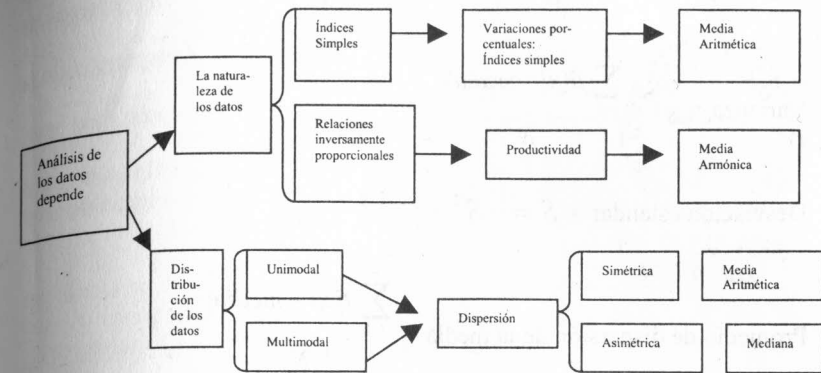 Índices
Simples
Variaciones por-
centuales:
Índices simples
Media
Aritmética
La natura-
leza de
los datos
Relaciones
inversamente
proporcionales
Productividad
Media
Armónica
Análisis de
los datos
depende
Dis-
tribu-
ción
de los
datos
Unimodal
Multimodal
Dispersión
Simétrica
Media
Aritmética
Asimétrica
Mediana